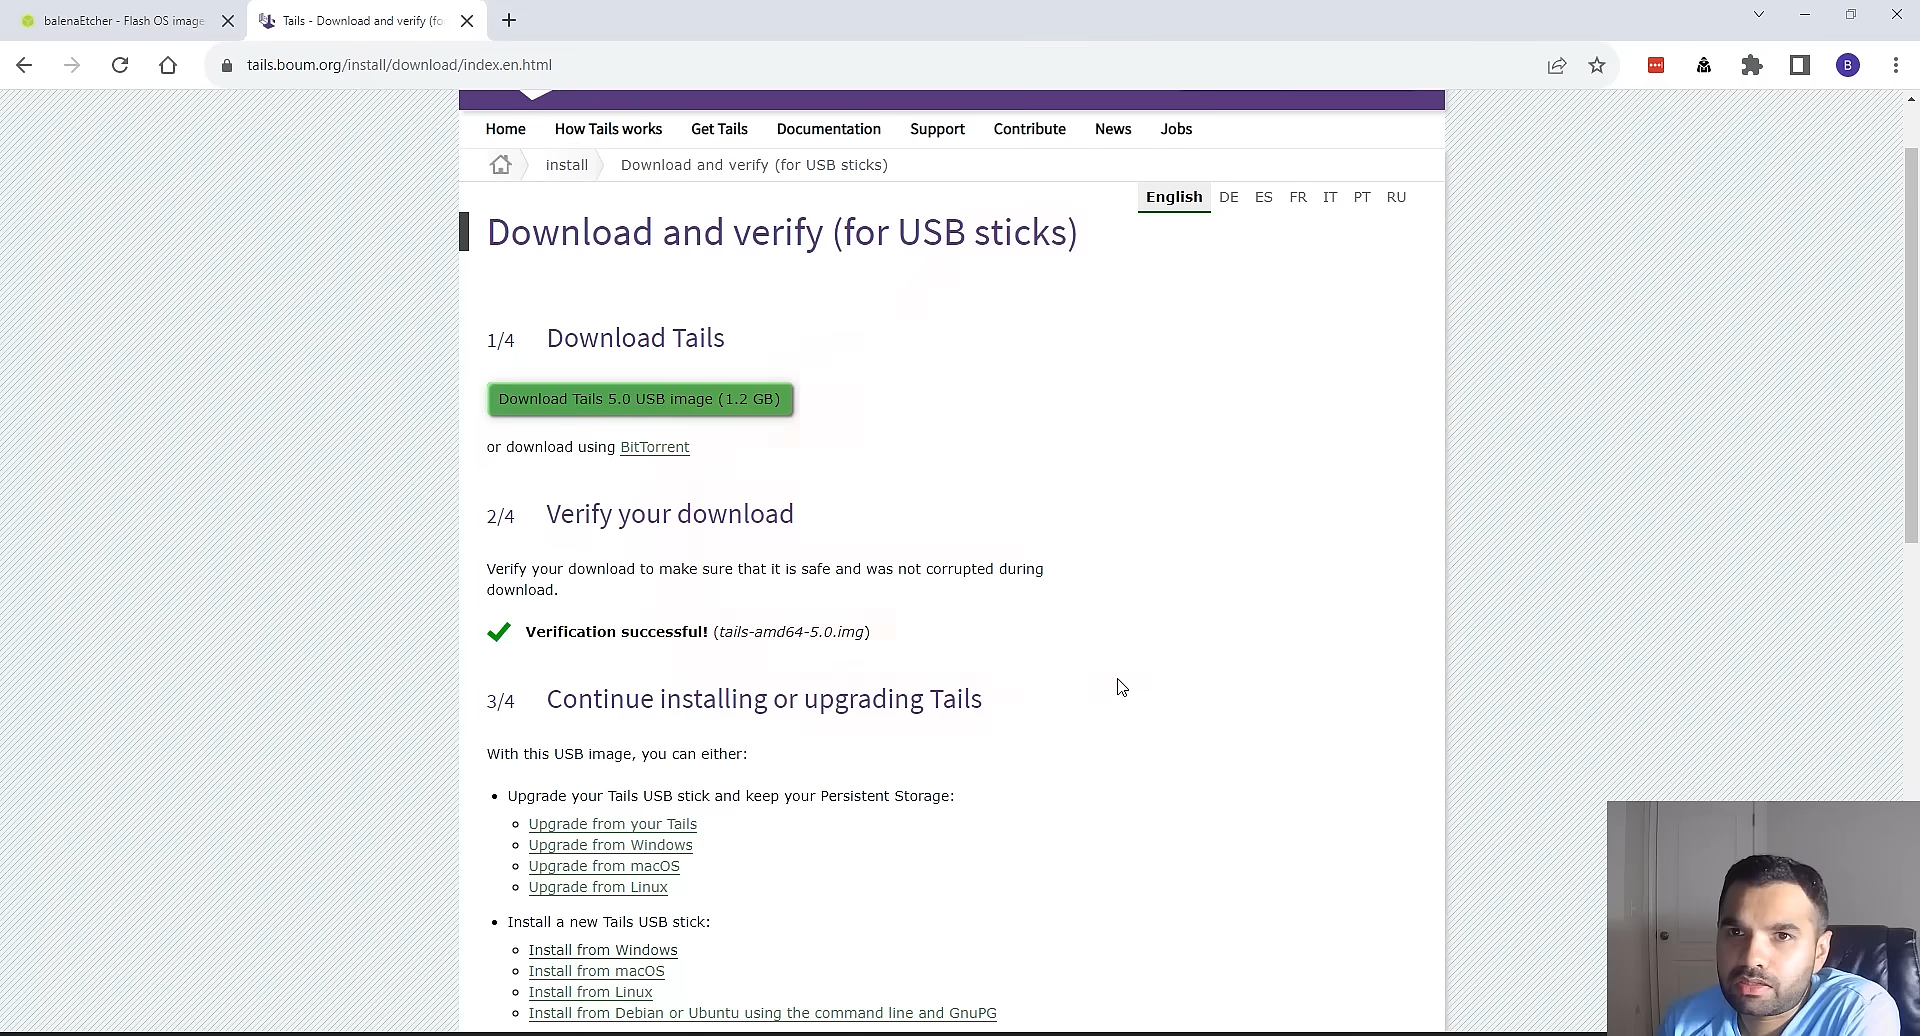 balenaEtcher - Flash OS image
Tails - Download and verify (fo
tails.boum.org/install/download/index.en.html
B
Home How Tails works Get Tails Documentation Support Contribute News Jobs
install Download and verify (for USB sticks)
English DE ES FR IT PT RU
Download and verify (for USB sticks)
1/4 Download Tails
Download Tails 5.0 USB image (1.2 GB)
or download using BitTorrent
2/4 Verify your download
Verify your download to make sure that it is safe and was not corrupted during
download.
Verification successful! (tails-amd64-5.0.img)
3/4 Continue installing or upgrading Tails
With this USB image, you can either:
• Upgrade your Tails USB stick and keep your Persistent Storage:
Upgrade from your Tails
Upgrade from Windows
Upgrade from macOS
Upgrade from Linux
• Install a new Tails USB stick:
Install from Windows
Install from macOS
Install from Linux
Install from Debian or Ubuntu using the command line and GnuPG